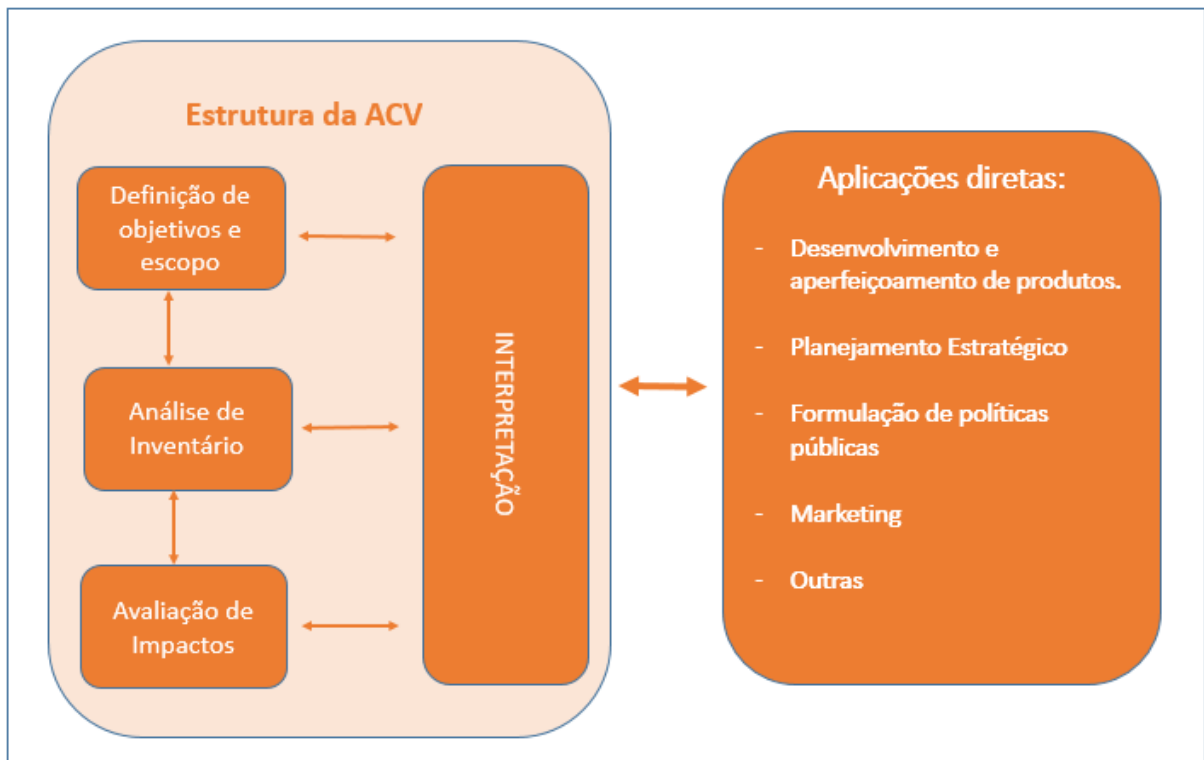 Estrutura da ACV
Definição de
objetivos e
escopo
Análise de
Inventário
Avaliação de
Impactos
INTERPRETAÇÃO
Aplicações diretas:
- Desenvolvimento e
aperfeiçoamento de produtos.
- Planejamento Estratégico
- Formulação de políticas
públicas
- Marketing
- Outras